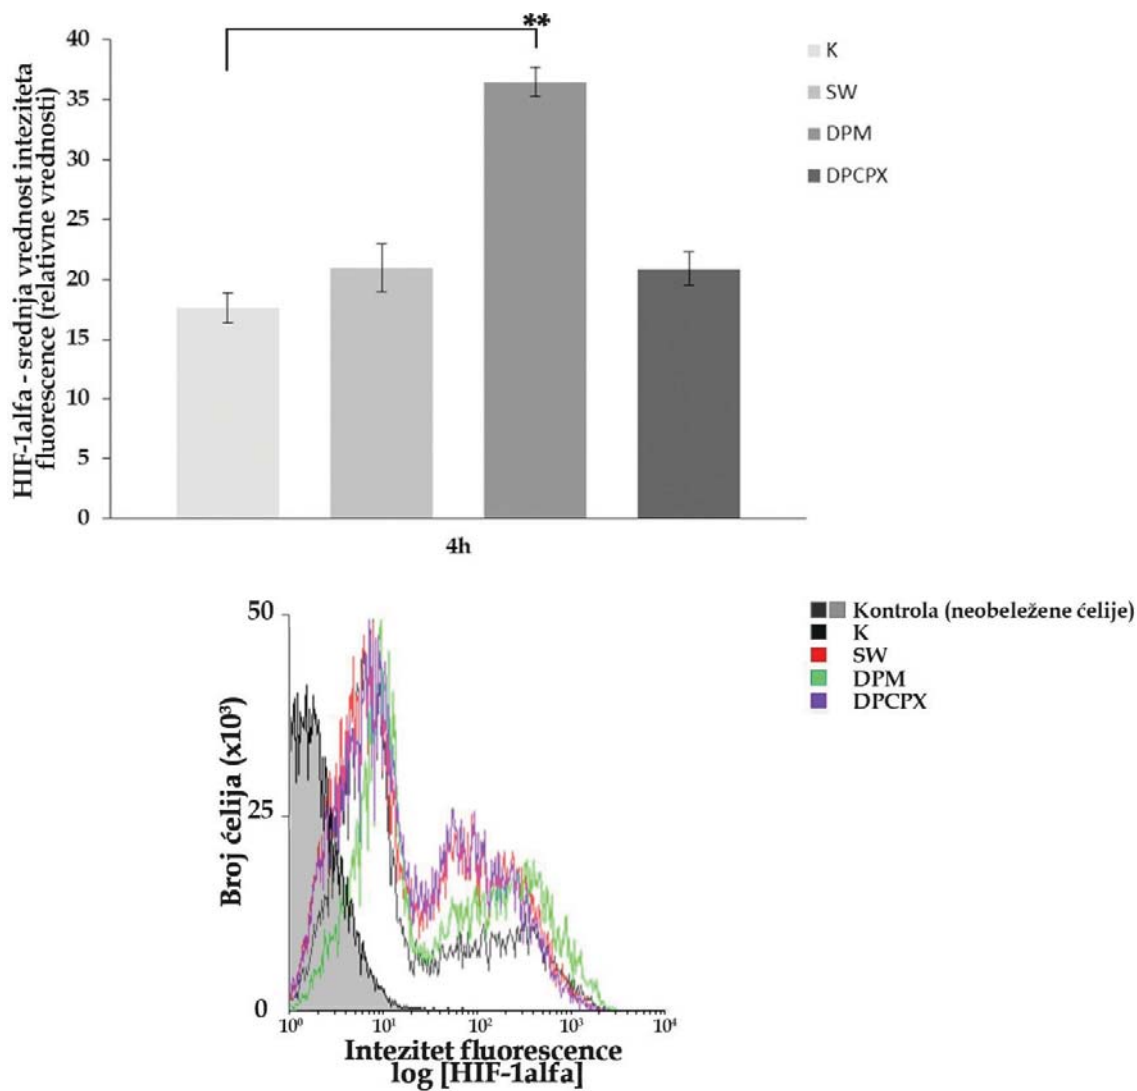 **
HIF-1alfa - srednja vrednost inteziteta
fluorescence (relativne vrednosti)
40
35
30
25
20
15
10
5
0
4h
K
SW
DPM
DPCPX
Broj ćelija (x10³)
50
25
0
10⁰ 10¹ 10² 10³ 10⁴
Intezitet fluorescence
log [HIF-1alfa]
Kontrola (neobeležene ćelije)
K
SW
DPM
DPCPX